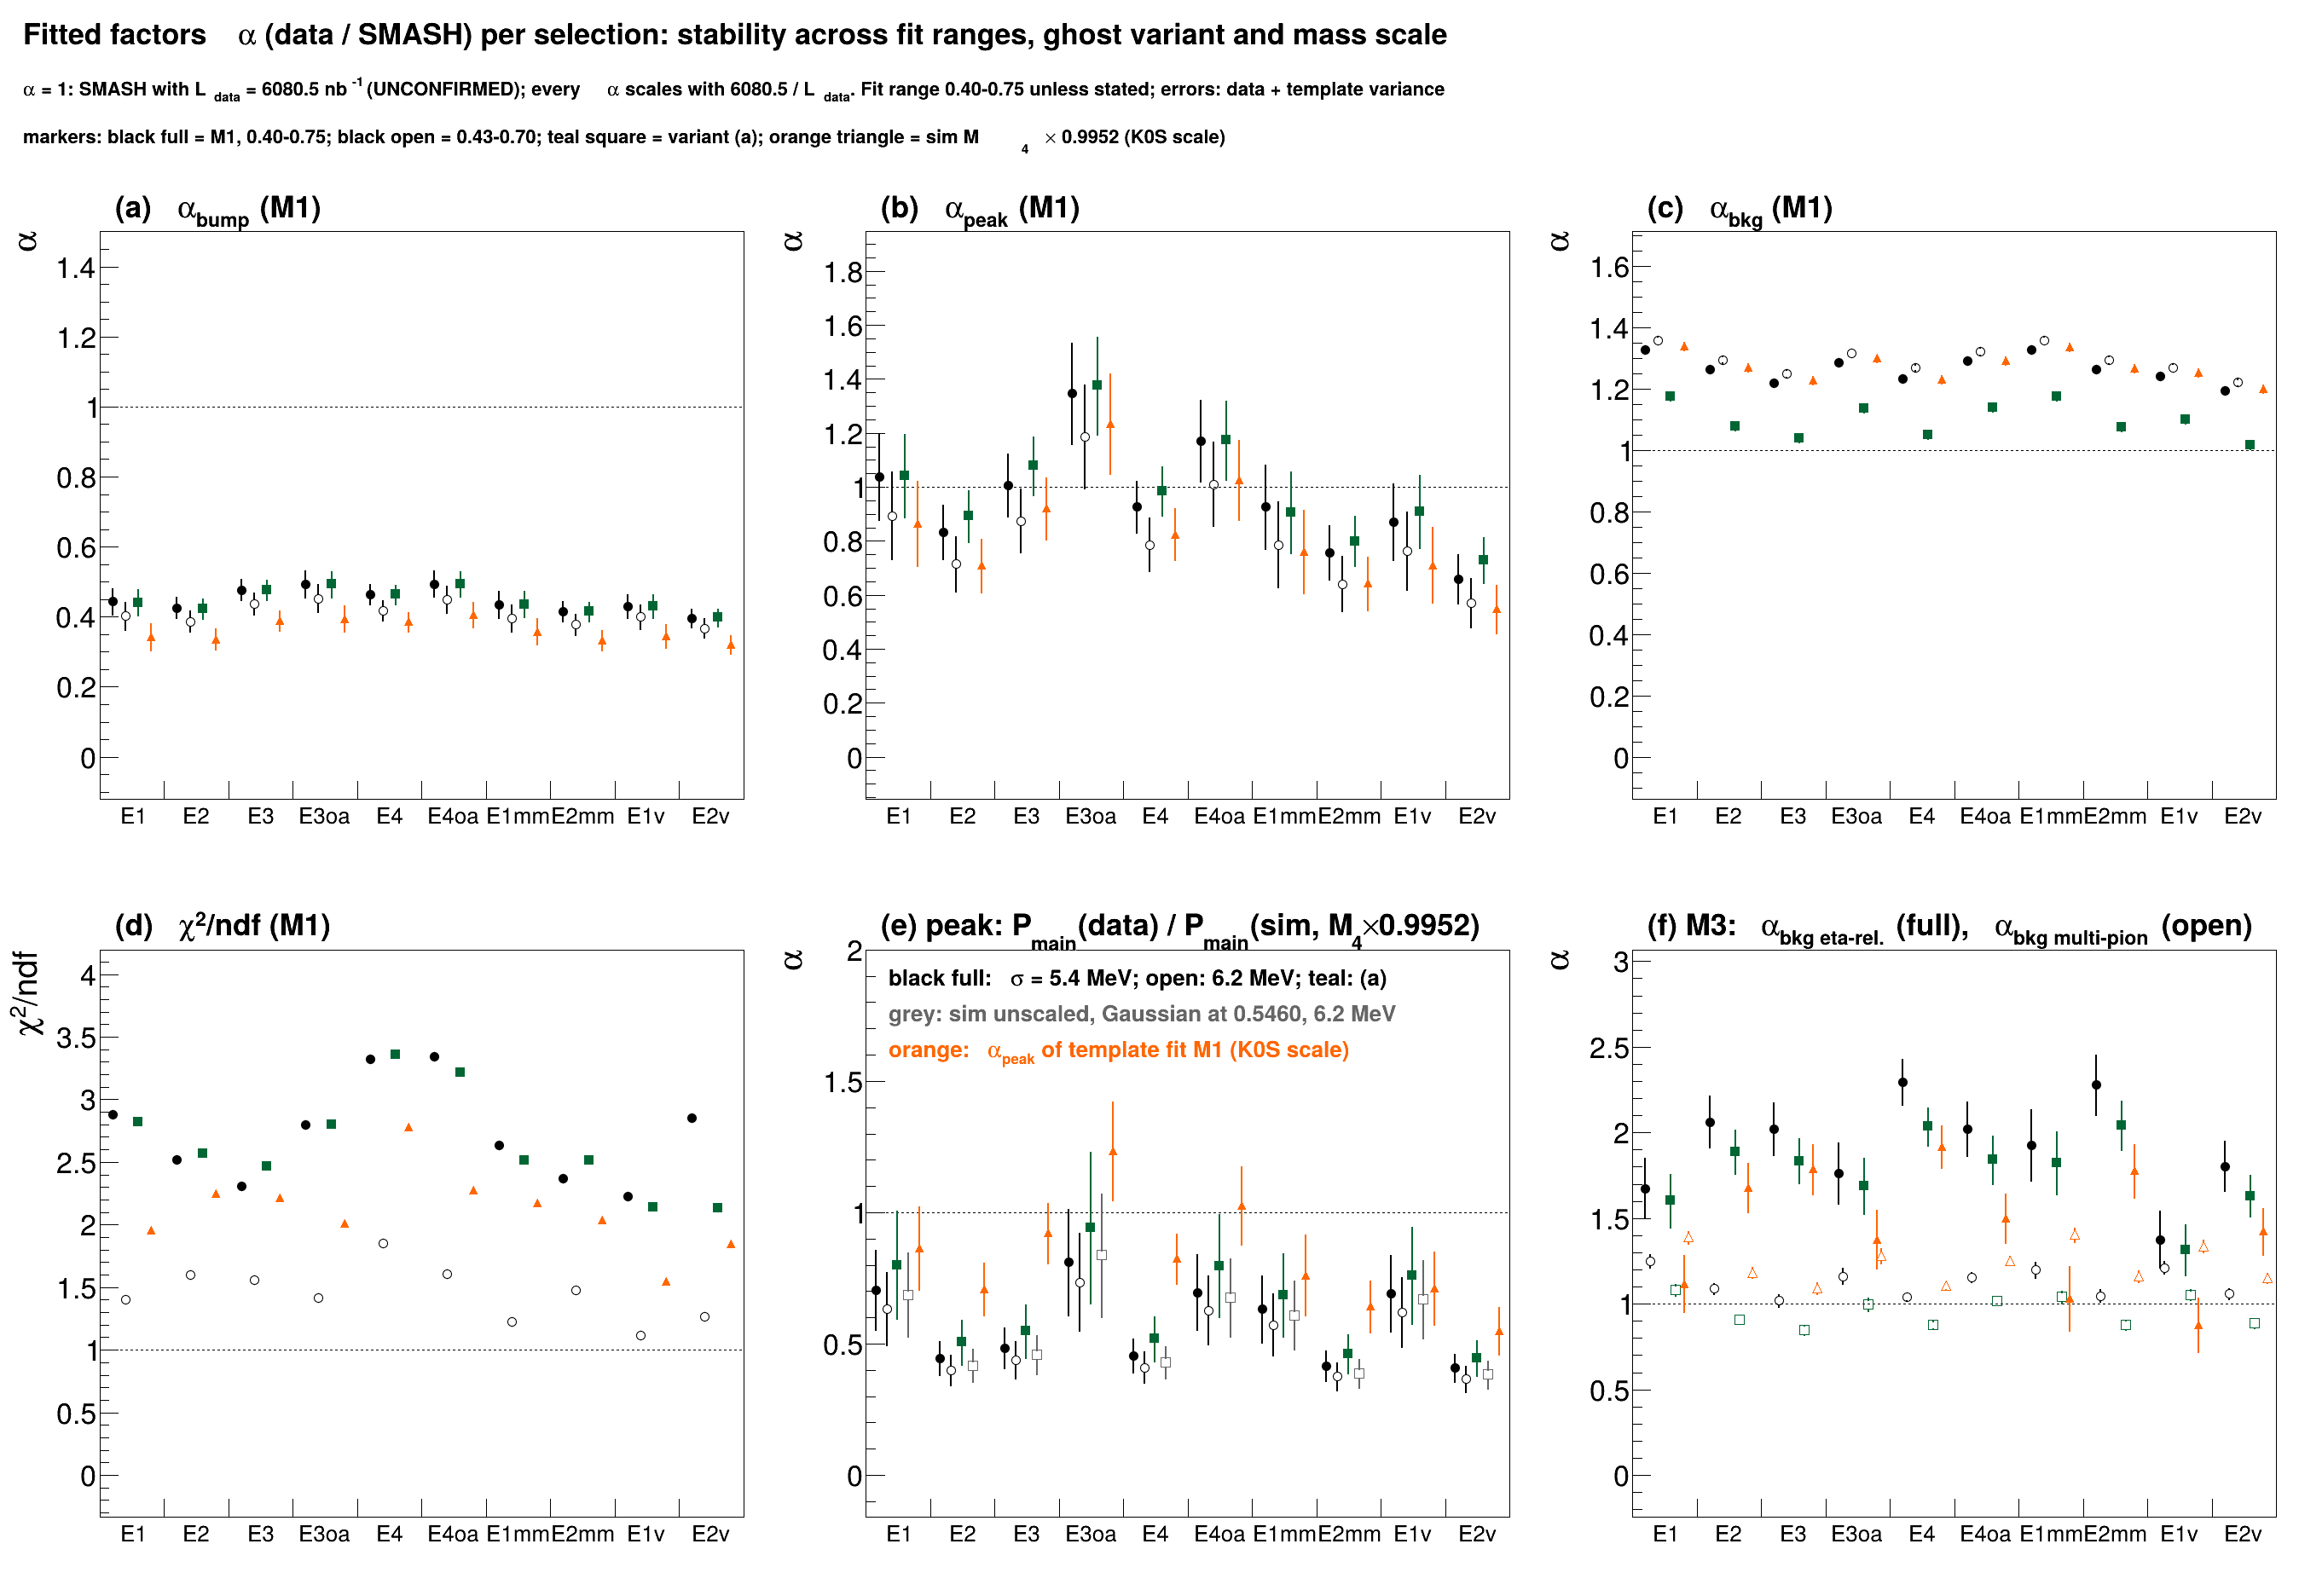 Fitted factors α (data / SMASH) per selection: stability across fit ranges, ghost variant and mass scale
α = 1: SMASH with L data = 6080.5 nb -1 (UNCONFIRMED); every α scales with 6080.5 / L data. Fit range 0.40-0.75 unless stated; errors: data + template variance
markers: black full = M1, 0.40-0.75; black open = 0.43-0.70; teal square = variant (a); orange triangle = sim M 4 × 0.9952 (K0S scale)
(a) α bump (M1)
α
1.4
1.2
1
0.8
0.6
0.4
0.2
0
E1 E2 E3 E3oa E4 E4oa E1mm E2mm E1v E2v
(b) α peak (M1)
α
1.8
1.6
1.4
1.2
1
0.8
0.6
0.4
0.2
0
E1 E2 E3 E3oa E4 E4oa E1mm E2mm E1v E2v
(c) α bkg (M1)
α
1.6
1.4
1.2
1
0.8
0.6
0.4
0.2
0
E1 E2 E3 E3oa E4 E4oa E1mm E2mm E1v E2v
(d) χ²/ndf (M1)
χ²/ndf
4
3.5
3
2.5
2
1.5
1
0.5
0
E1 E2 E3 E3oa E4 E4oa E1mm E2mm E1v E2v
(e) peak: P main (data) / P main (sim, M 4 ×0.9952)
α
black full: σ = 5.4 MeV; open: 6.2 MeV; teal: (a)
grey: sim unscaled, Gaussian at 0.5460, 6.2 MeV
orange: α peak of template fit M1 (K0S scale)
2
1.5
1
0.5
0
E1 E2 E3 E3oa E4 E4oa E1mm E2mm E1v E2v
(f) M3: α bkg eta-rel. (full), α bkg multi-pion (open)
α
3
2.5
2
1.5
1
0.5
0
E1 E2 E3 E3oa E4 E4oa E1mm E2mm E1v E2v